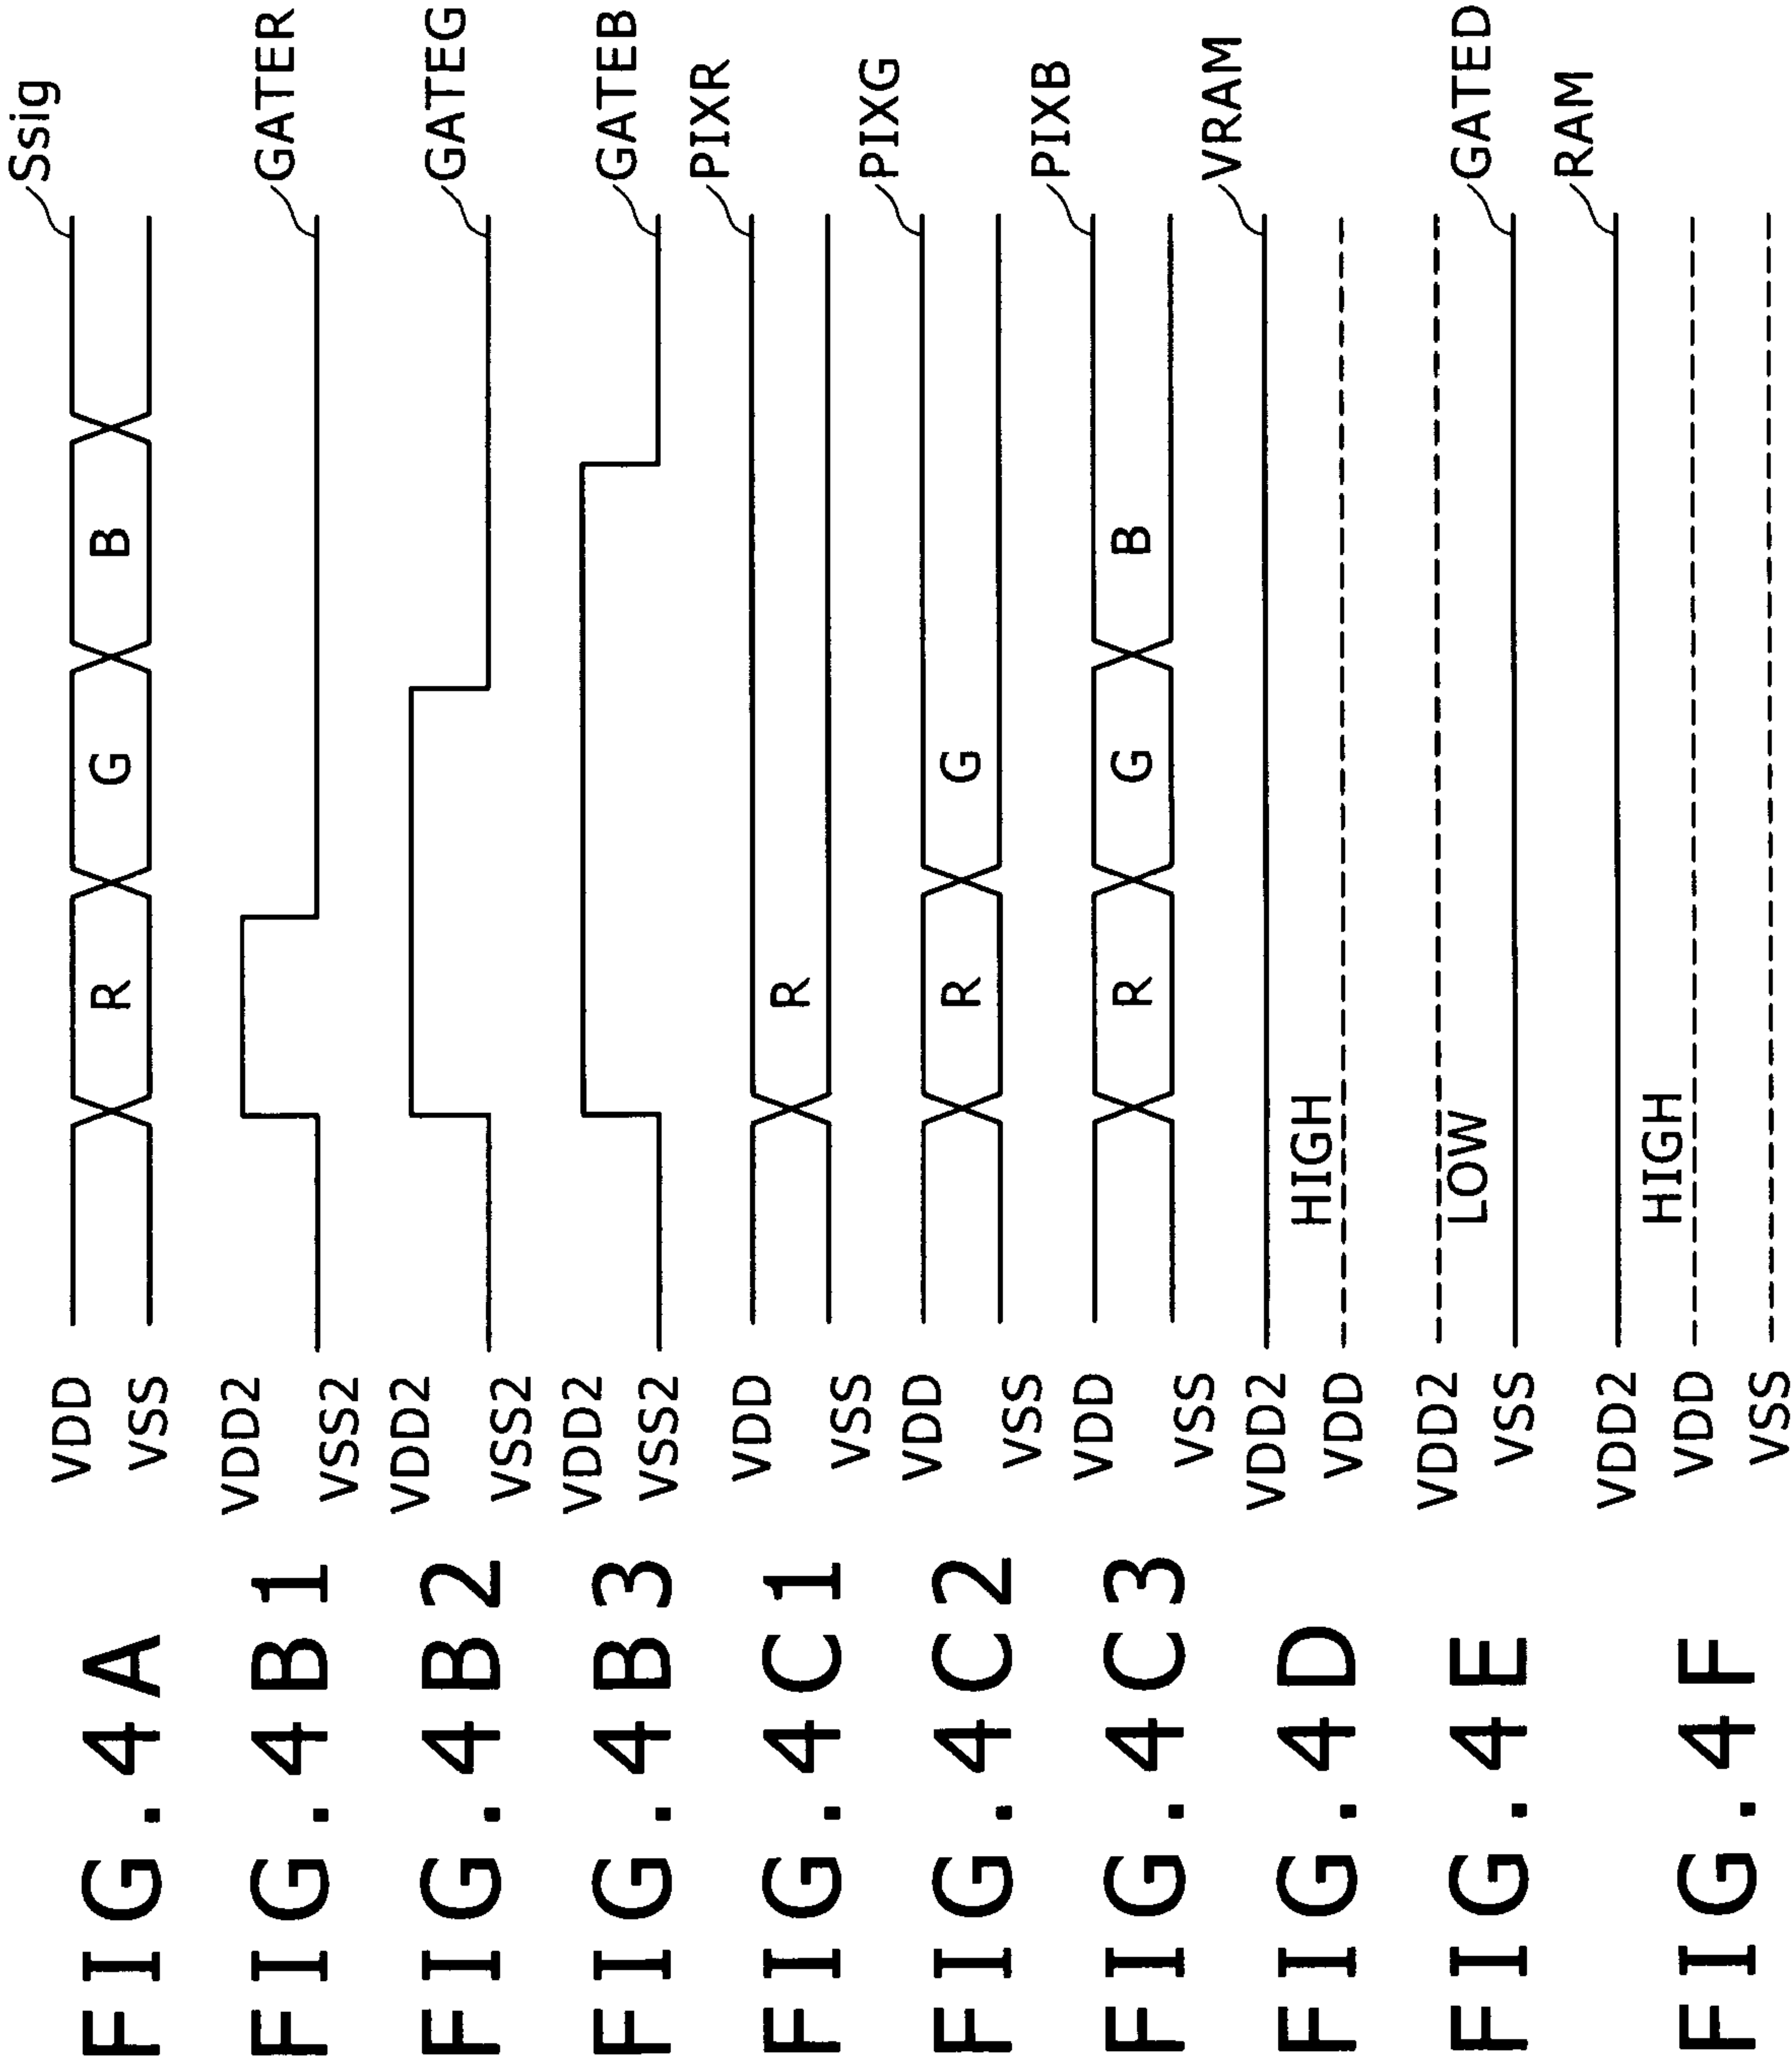 FIG.4A VDD VSS R G B Ssig
FIG.4B1 VDD2 VSS2 GATER
FIG.4B2 VDD2 VSS2 GATEG
FIG.4B3 VDD2 VSS2 GATEB
FIG.4C1 VDD VSS R PIXR
FIG.4C2 VDD VSS R G PIXG
FIG.4C3 VDD VSS R G B PIXB
FIG.4D VDD2 VDD HIGH VRAM
FIG.4E VDD2 VSS LOW GATED
FIG.4F VDD2 VDD VSS HIGH RAM